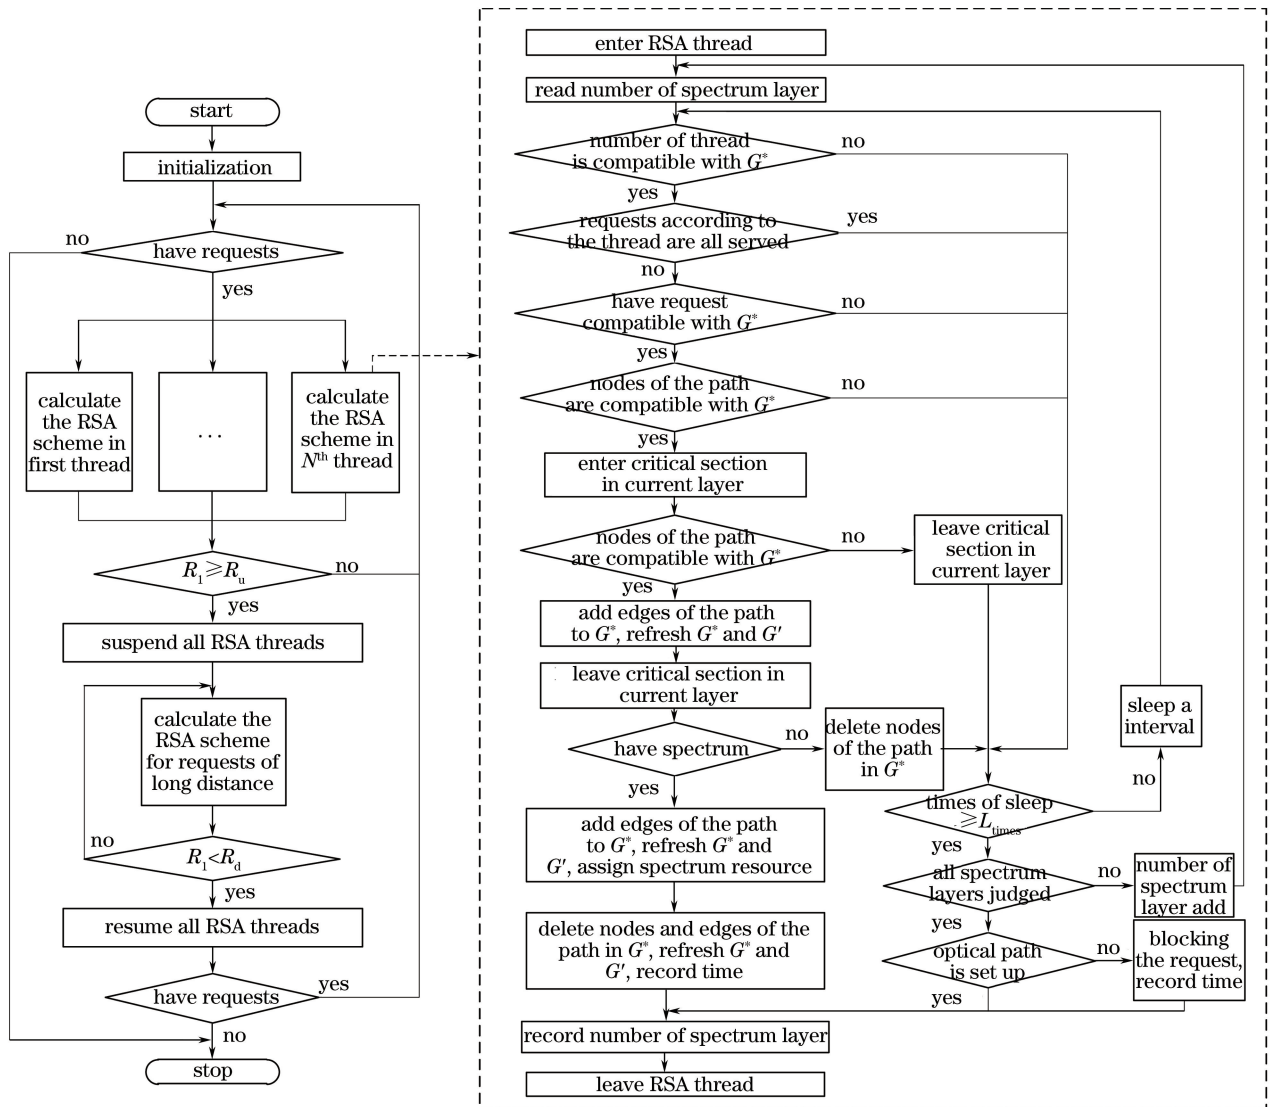 start
initialization
no
have requests
yes
calculate
the RSA
scheme in
first thread
...
calculate
the RSA
scheme in
Nth thread
R1⩾Ru
no
yes
suspend all RSA threads
calculate the
RSA scheme
for requests of
long distance
no
R1<Rd
yes
resume all RSA threads
have requests
yes
no
stop
enter RSA thread
read number of spectrum layer
number of thread
is compatible with G*
no
yes
requests according to
the thread are all served
yes
no
have request
compatible with G*
no
yes
nodes of the path
are compatible with G*
no
yes
enter critical section
in current layer
nodes of the path
are compatible with G*
no
leave critical
section in
current layer
yes
add edges of the path
to G*, refresh G* and G′
leave critical section in
current layer
have spectrum
no
delete nodes
of the path
in G*
yes
add edges of the path
to G*, refresh G* and
G′, assign spectrum resource
delete nodes and edges of the
path in G*, refresh G* and
G′, record time
times of sleep
⩾Ltimes
no
sleep a
interval
yes
all spectrum
layers judged
no
number of
spectrum
layer add
yes
optical path
is set up
no
blocking
the request,
record time
yes
record number of spectrum layer
leave RSA thread